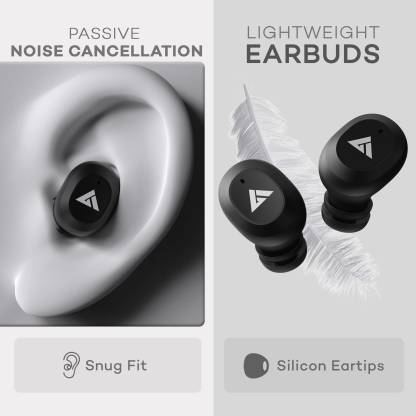 PASSIVE
NOISE CANCELLATION
Snug Fit
LIGHTWEIGHT
EARBUDS
Silicon Eartips